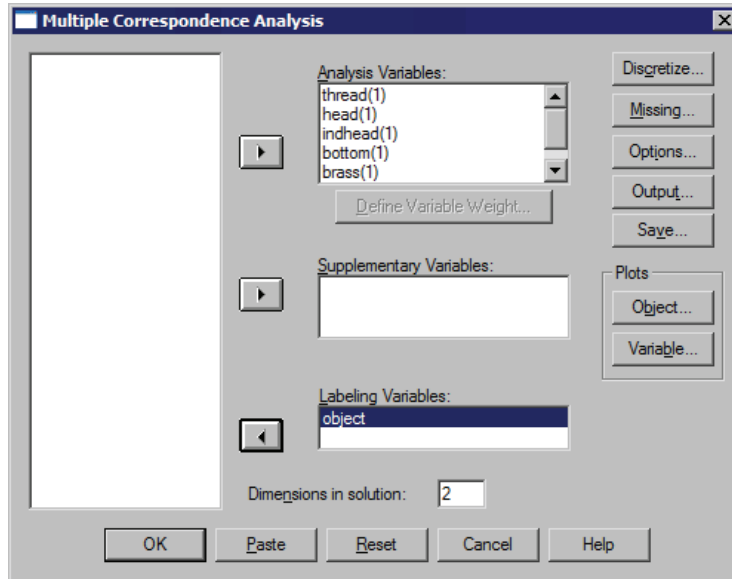 Multiple Correspondence Analysis
Analysis Variables:
thread(1)
head(1)
indhead(1)
bottom(1)
brass(1)
Define Variable Weight...
Supplementary Variables:
Labeling Variables:
object
Dimensions in solution: 2
Discretize...
Missing...
Options...
Output...
Save...
Plots
Object...
Variable...
OK Paste Reset Cancel Help